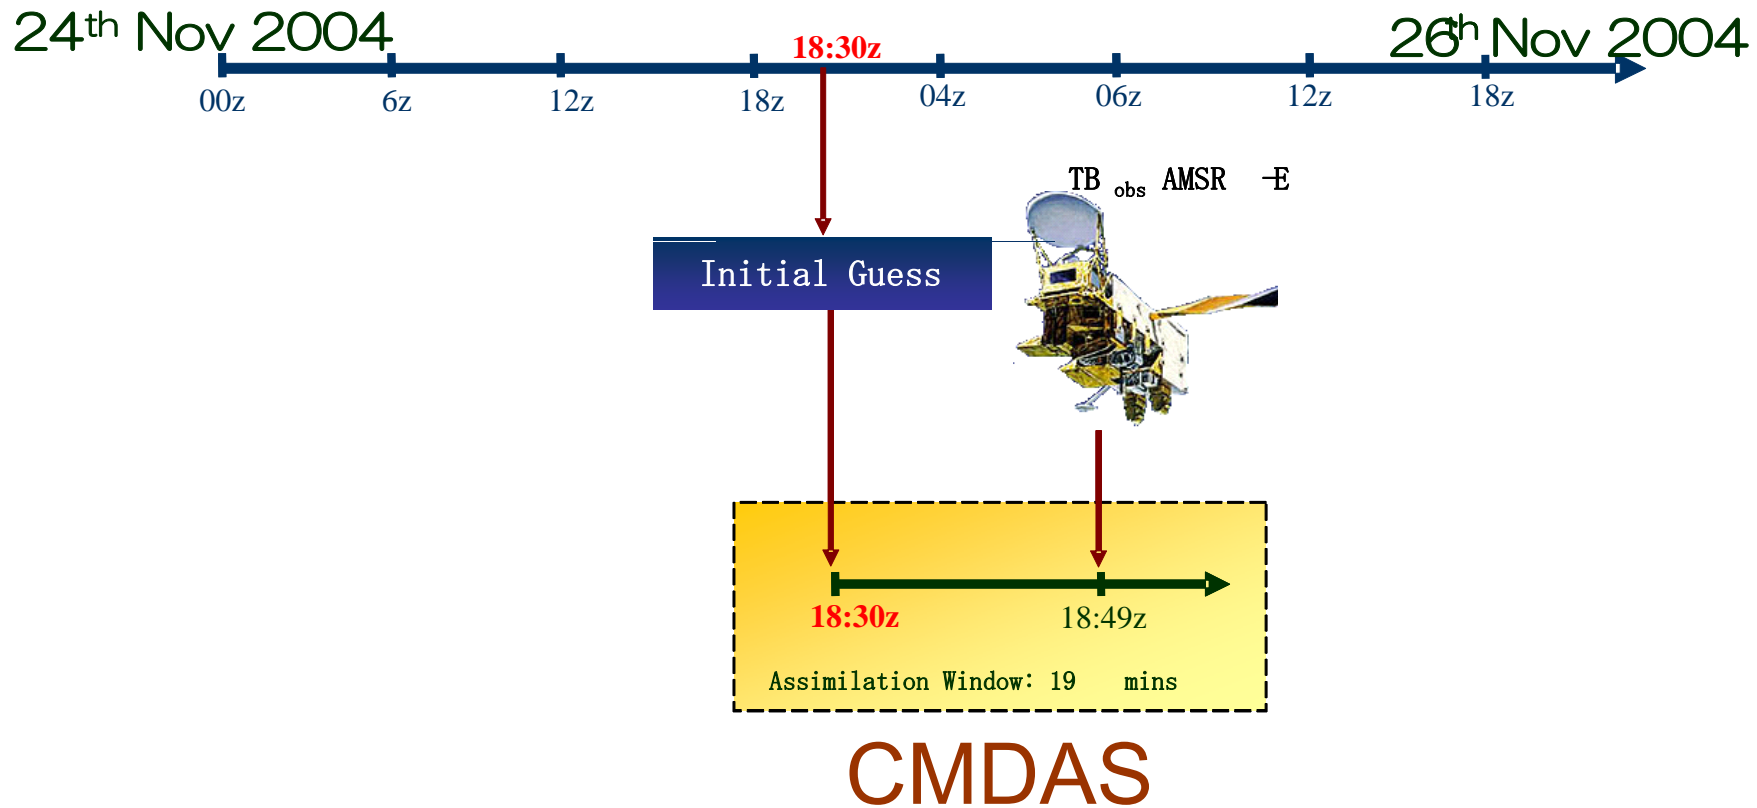 24th Nov 2004
18:30z
26th Nov 2004
00z 6z 12z 18z 04z 06z 12z 18z
TB obs AMSR -E
Initial Guess
18:30z 18:49z
Assimilation Window: 19 mins
CMDAS